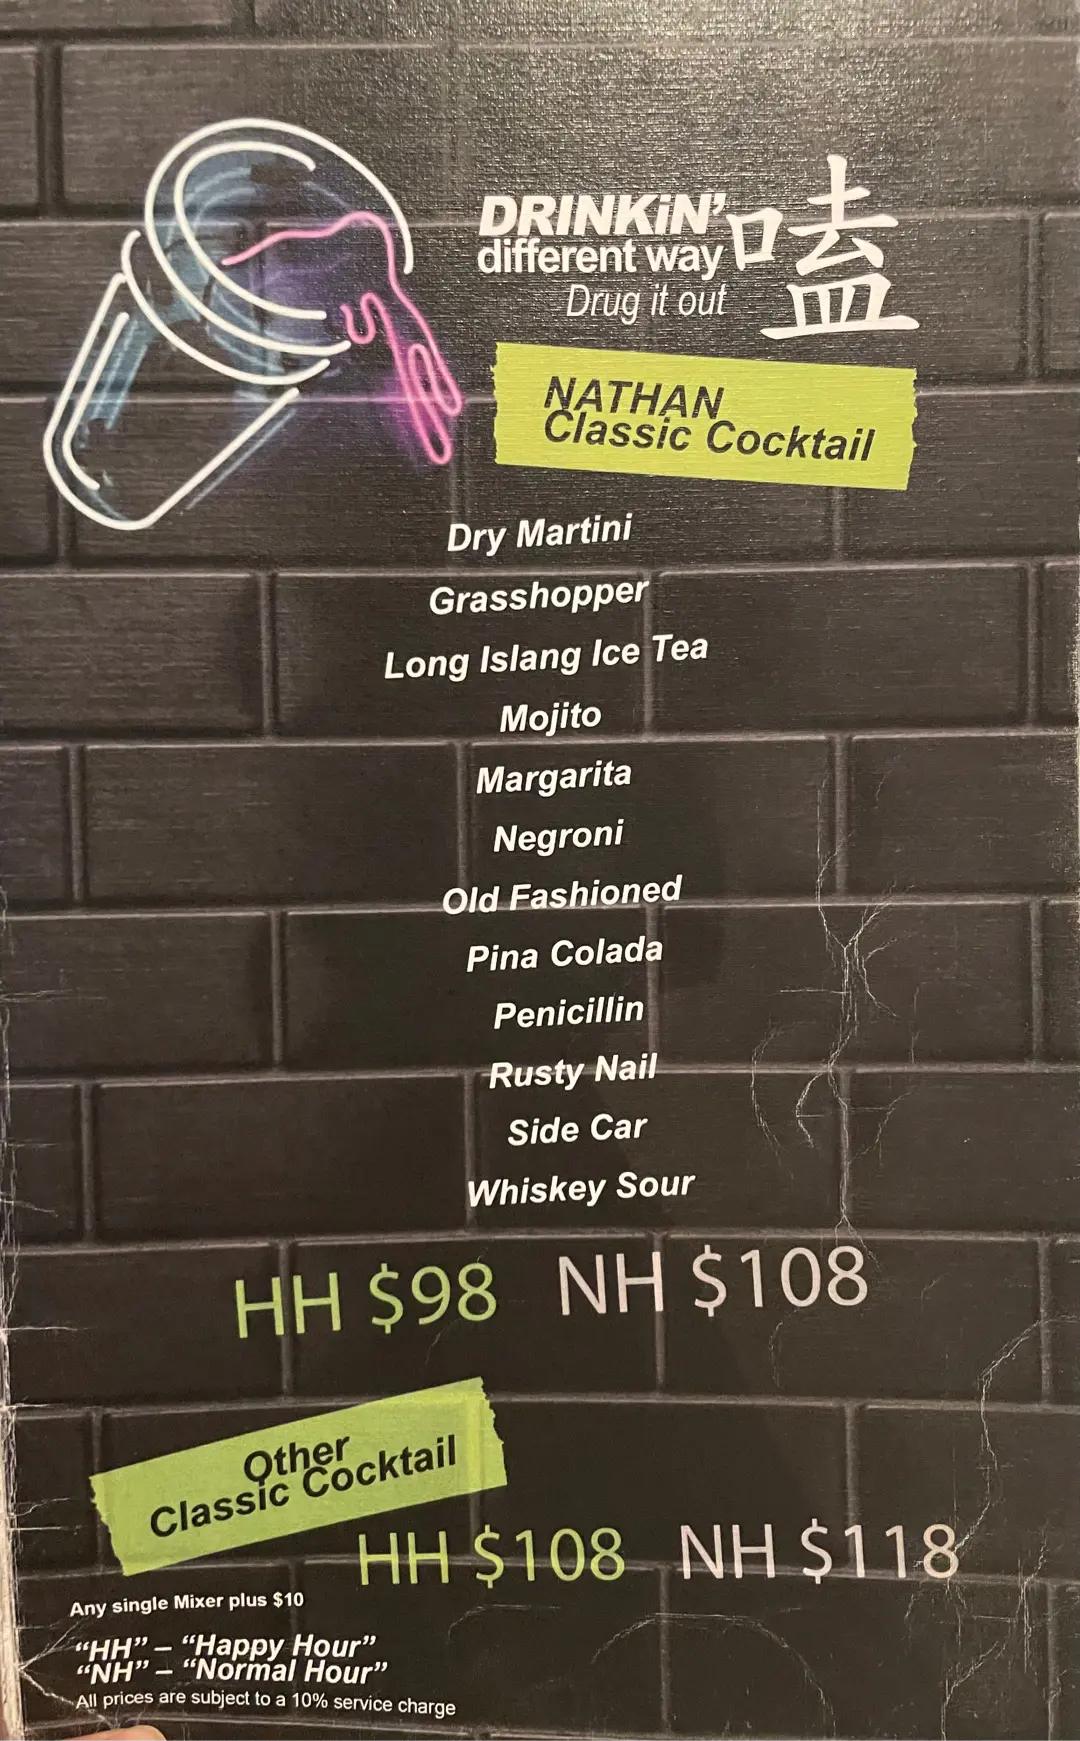 DRINKiN'
different way
Drug it out
嗑
NATHAN
Classic Cocktail
Dry Martini
Grasshopper
Long Islang Ice Tea
Mojito
Margarita
Negroni
Old Fashioned
Pina Colada
Penicillin
Rusty Nail
Side Car
Whiskey Sour
HH $98 NH $108
Other
Classic Cocktail
HH $108 NH $118
Any single Mixer plus $10
“HH” – “Happy Hour”
“NH” – “Normal Hour”
All prices are subject to a 10% service charge